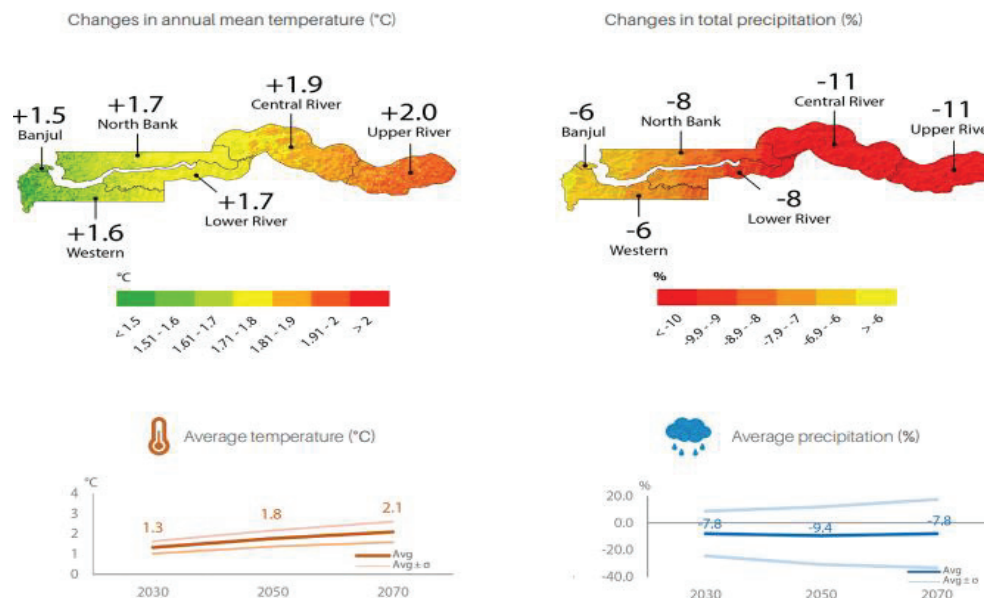 Changes in annual mean temperature (°C)
+1.5
Banjul
+1.7
North Bank
+1.9
Central River
+2.0
Upper River
+1.7
Lower River
+1.6
Western
°C
< 1.5
1.51 - 1.6
1.61 - 1.7
1.71 - 1.8
1.81 - 1.9
1.91 - 2
> 2
Changes in total precipitation (%)
-6
Banjul
-8
North Bank
-11
Central River
-11
Upper Rive
-8
Lower River
-6
Western
%
< -10
-9.9 - -9
-8.9 - -8
-7.9 - -7
-6.9 - -6
> -6
Average temperature (°C)
°C
4
3
2
1
0
1.3
1.8
2.1
Avg
Avg ± σ
2030
2050
2070
Average precipitation (%)
%
20.0
0.0
-20.0
-40.0
-7.8
-9.4
-7.8
Avg
Avg ± σ
2030
2050
2070